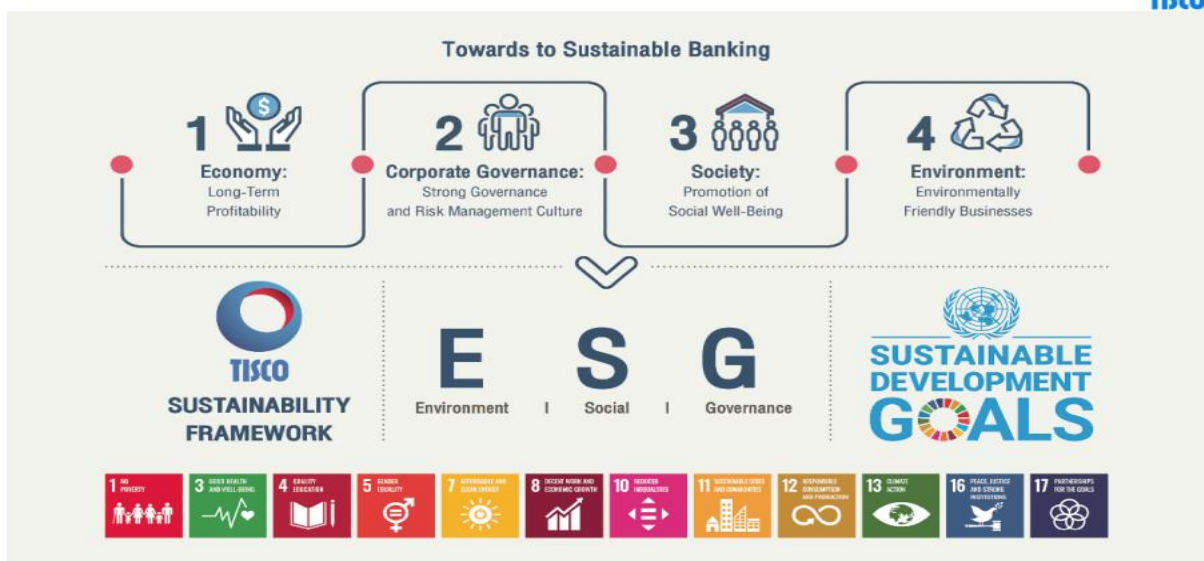 TISCO
Towards to Sustainable Banking
1
Economy:
Long-Term
Profitability
2
Corporate Governance:
Strong Governance
and Risk Management Culture
3
Society:
Promotion of
Social Well-Being
4
Environment:
Environmentally
Friendly Businesses
TISCO
SUSTAINABILITY
FRAMEWORK
E S G
Environment | Social | Governance
SUSTAINABLE
DEVELOPMENT
GOALS
1 NO
POVERTY
3 GOOD HEALTH
AND WELL-BEING
4 QUALITY
EDUCATION
5 GENDER
EQUALITY
7 AFFORDABLE AND
CLEAN ENERGY
8 DECENT WORK AND
ECONOMIC GROWTH
10 REDUCED
INEQUALITIES
11 SUSTAINABLE CITIES
AND COMMUNITIES
12 RESPONSIBLE
CONSUMPTION
AND PRODUCTION
13 CLIMATE
ACTION
16 PEACE, JUSTICE
AND STRONG
INSTITUTIONS
17 PARTNERSHIPS
FOR THE GOALS